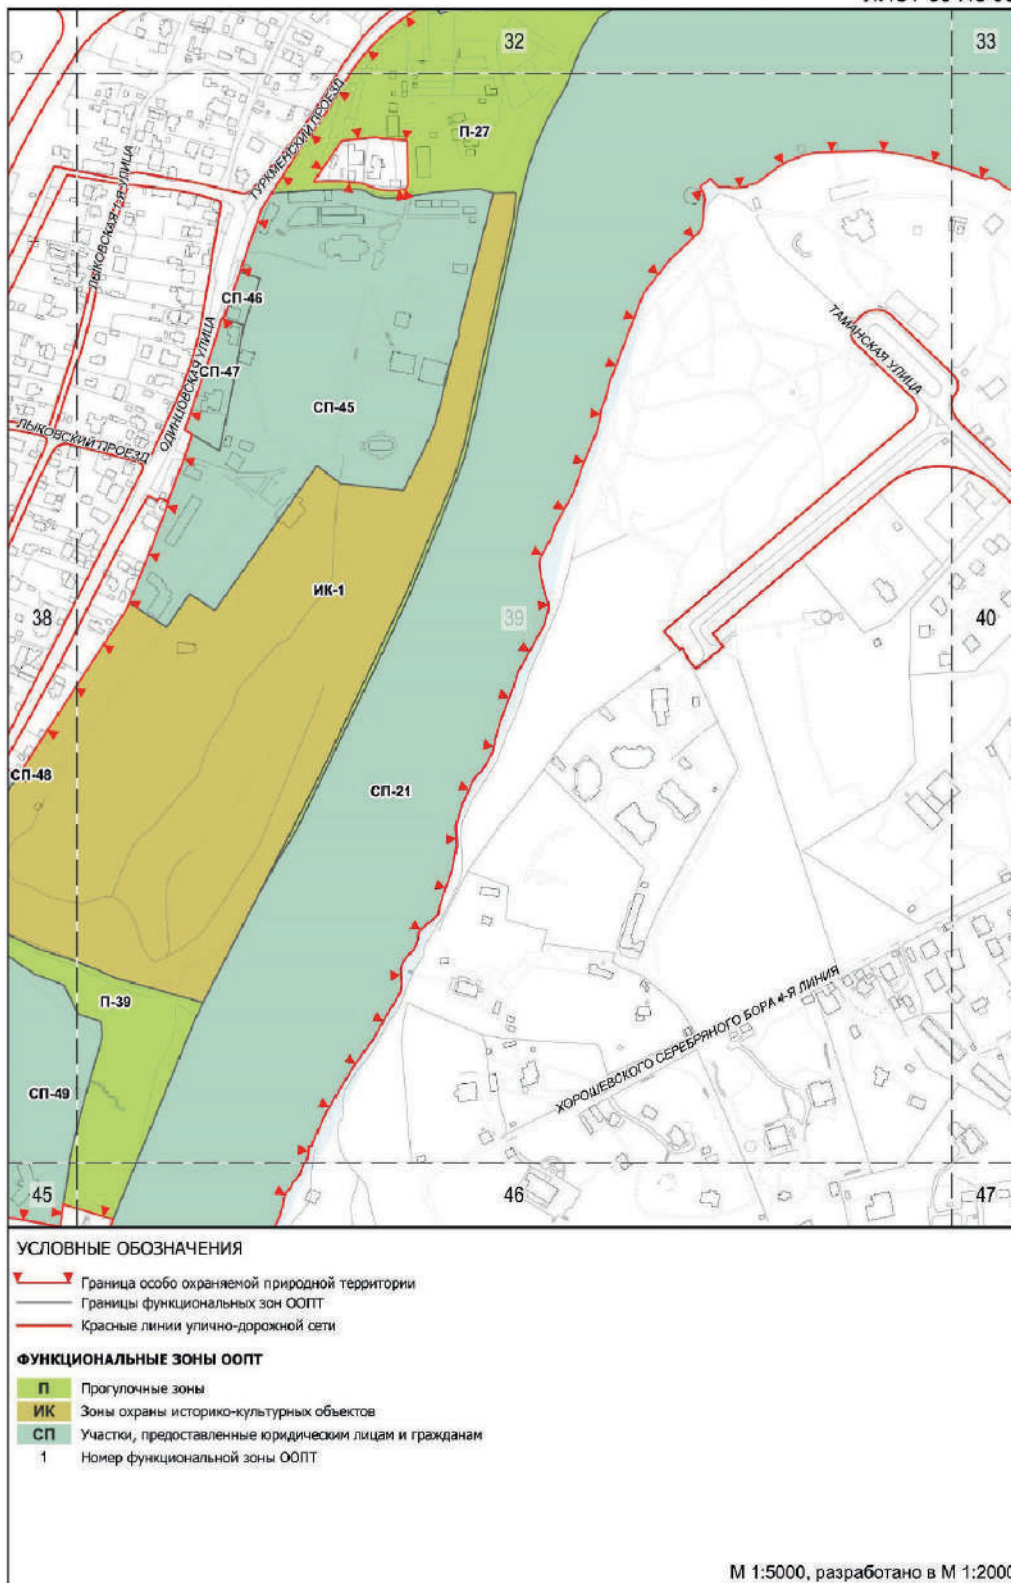 32
33
П-27
ТУРКМЕНСКИЙ ПРОЕЗД
ЛЫКОВСКАЯ 1-Я УЛИЦА
СП-46
ОДИНЦОВСКАЯ УЛИЦА
СП-47
ТАМАНСКАЯ УЛИЦА
СП-45
ЛЫКОВСКИЙ ПРОЕЗД
ИК-1
38
39
40
СП-48
СП-21
П-39
ХОРОШЕВСКОГО СЕРЕБРЯНОГО БОРА 4-Я ЛИНИЯ
СП-49
45
46
47
УСЛОВНЫЕ ОБОЗНАЧЕНИЯ
Граница особо охраняемой природной территории
Границы функциональных зон ООПТ
Красные линии улично-дорожной сети
ФУНКЦИОНАЛЬНЫЕ ЗОНЫ ООПТ
П Прогулочные зоны
ИК Зоны охраны историко-культурных объектов
СП Участки, предоставленные юридическим лицам и гражданам
1 Номер функциональной зоны ООПТ
М 1:5000, разработано в М 1:2000